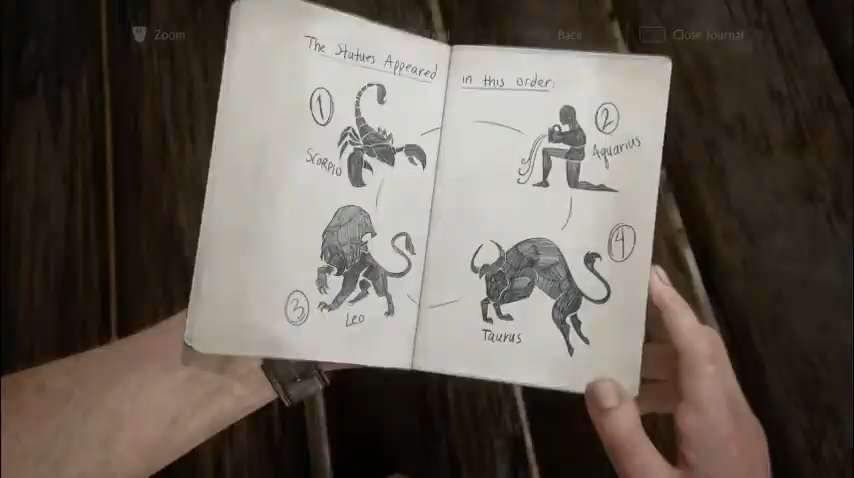 Zoom
Back
Close Journal
The Statues Appeared
in this order:
1
Scorpio
2
Aquarius
3
Leo
4
Taurus